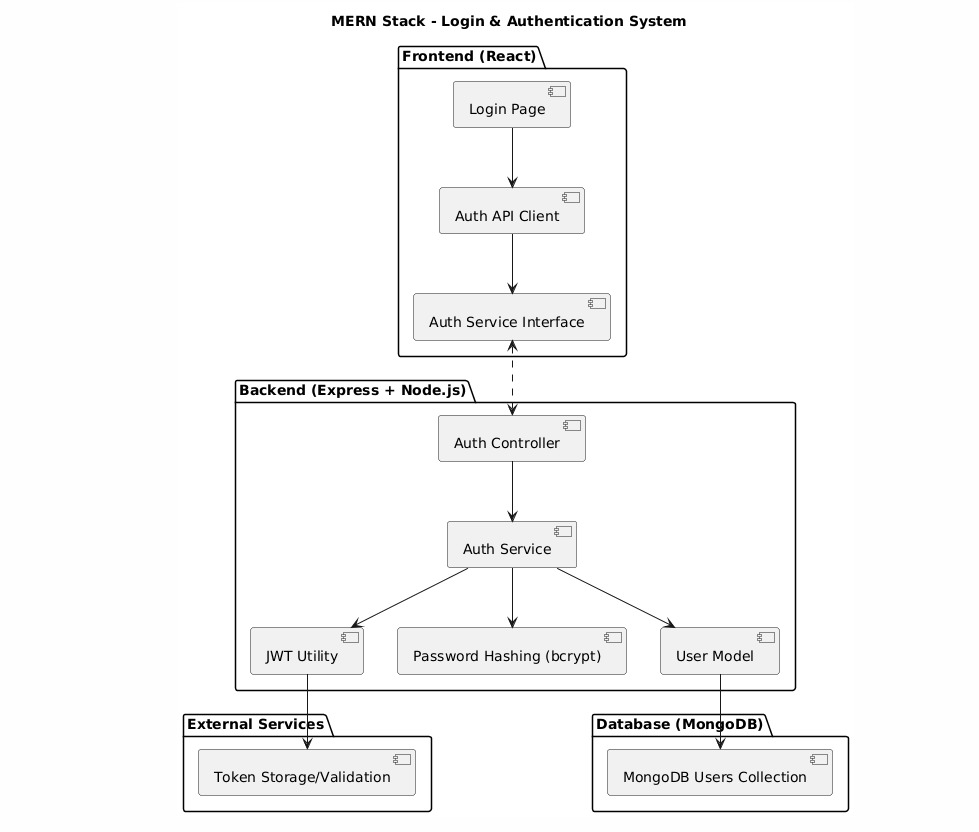 MERN Stack - Login & Authentication System
Frontend (React)
Login Page
Auth API Client
Auth Service Interface
Backend (Express + Node.js)
Auth Controller
Auth Service
JWT Utility
Password Hashing (bcrypt)
User Model
External Services
Database (MongoDB)
Token Storage/Validation
MongoDB Users Collection